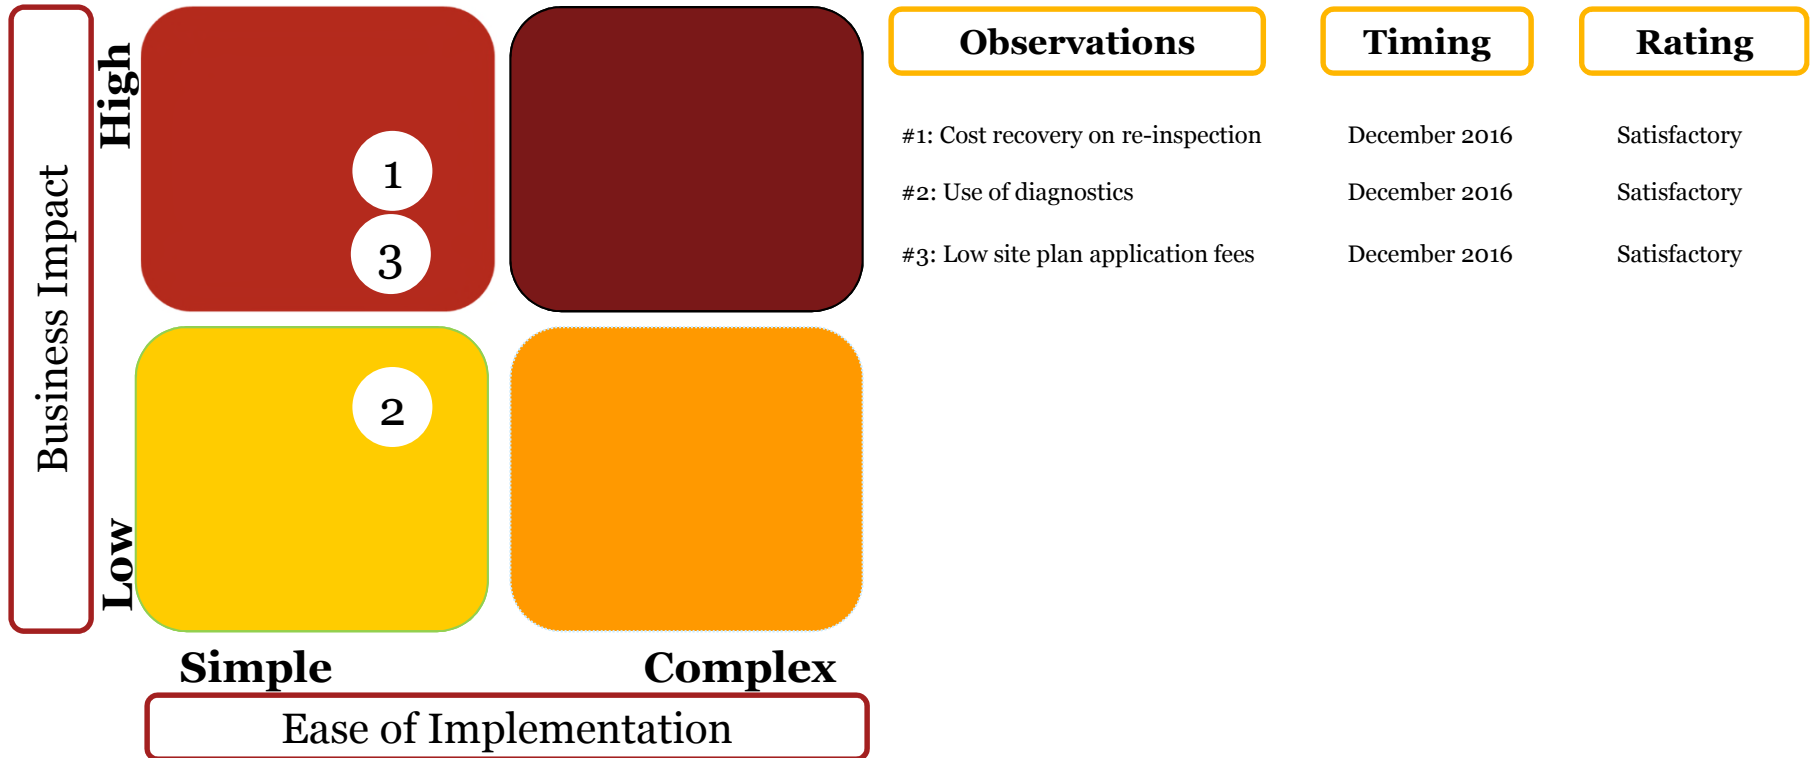 Business Impact
High
Low
1
3
2
Simple
Complex
Ease of Implementation
Observations Timing Rating
#1: Cost recovery on re-inspection December 2016 Satisfactory
#2: Use of diagnostics December 2016 Satisfactory
#3: Low site plan application fees December 2016 Satisfactory